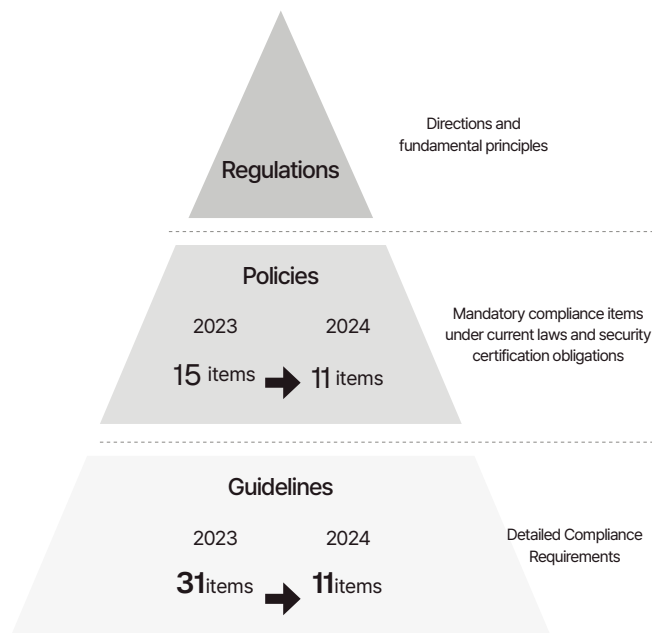 Directions and
fundamental principles
Regulations
Policies
2023 2024
15 items 11 items
Mandatory compliance items
under current laws and security
certification obligations
Guidelines
2023 2024
31items 11items
Detailed Compliance
Requirements